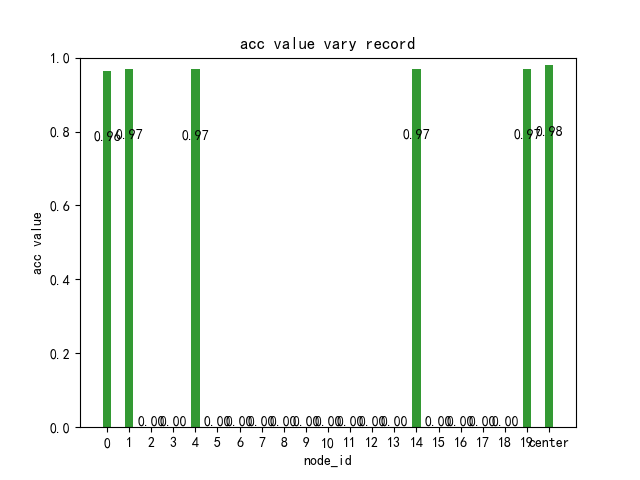 acc value vary record
acc value
1.0
0.8
0.6
0.4
0.2
0.0
0.96 0.97 0.00 0.00 0.97 0.00 0.00 0.00 0.00 0.00 0.00 0.00 0.00 0.00 0.97 0.00 0.00 0.00 0.00 0.97 0.98
0 1 2 3 4 5 6 7 8 9 10 11 12 13 14 15 16 17 18 19 center
node_id